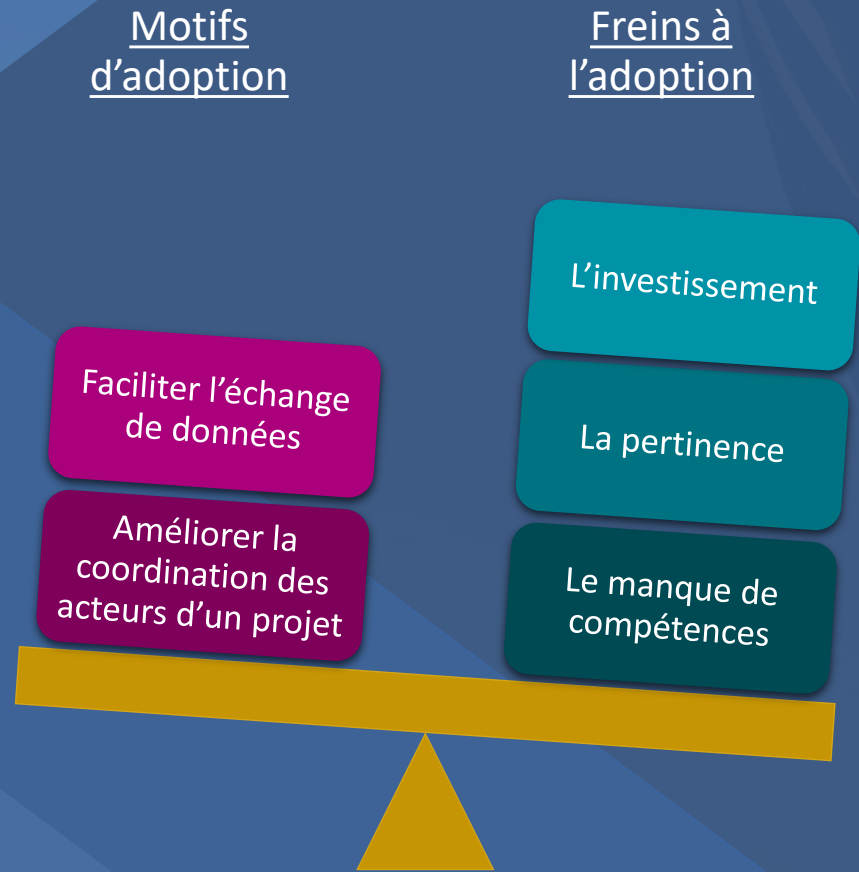 Motifs
d’adoption
Freins à
l’adoption
Faciliter l’échange
de données
Améliorer la
coordination des
acteurs d’un projet
L’investissement
La pertinence
Le manque de
compétences